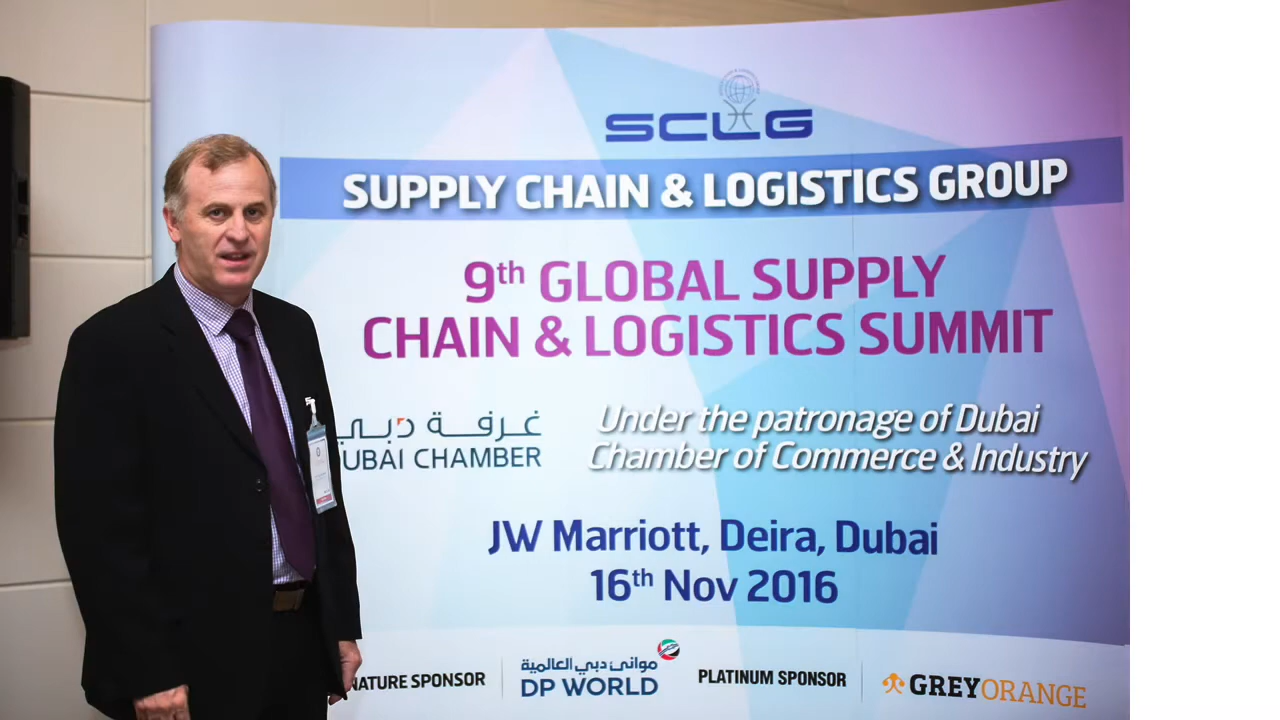 SCLG
SUPPLY CHAIN & LOGISTICS GROUP
9th GLOBAL SUPPLY
CHAIN & LOGISTICS SUMMIT
غرفة دبي
UBAI CHAMBER
Under the patronage of Dubai
Chamber of Commerce & Industry
JW Marriott, Deira, Dubai
16th Nov 2016
NATURE SPONSOR
موانئ دبي العالمية
DP WORLD
PLATINUM SPONSOR
GREYORANGE